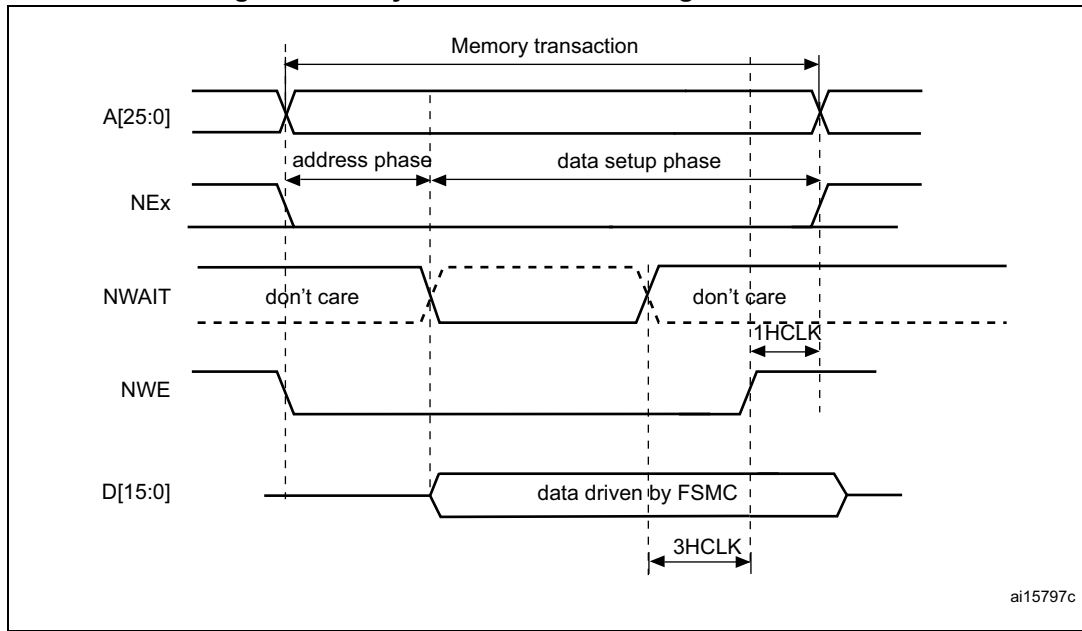 Memory transaction
A[25:0]
address phase
data setup phase
NEx
NWAIT
don't care
don't care
1HCLK
NWE
D[15:0]
data driven by FSMC
3HCLK
ai15797c